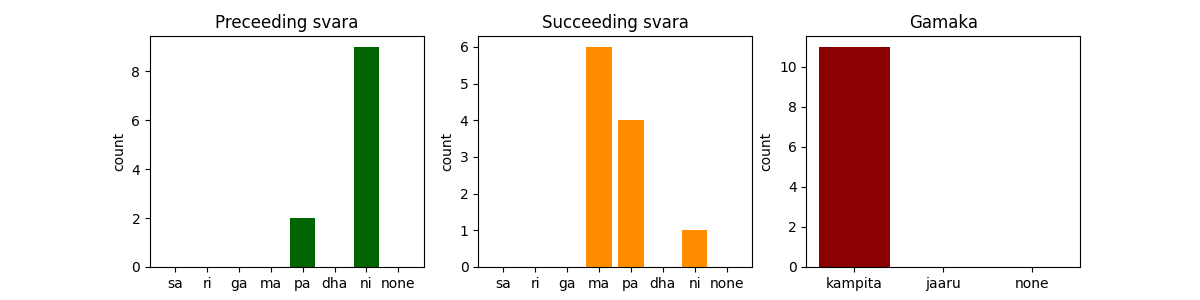 Preceeding svara
count
8
6
4
2
0
sa ri ga ma pa dha ni none
Succeeding svara
count
6
5
4
3
2
1
0
sa ri ga ma pa dha ni none
Gamaka
count
10
8
6
4
2
0
kampita jaaru none